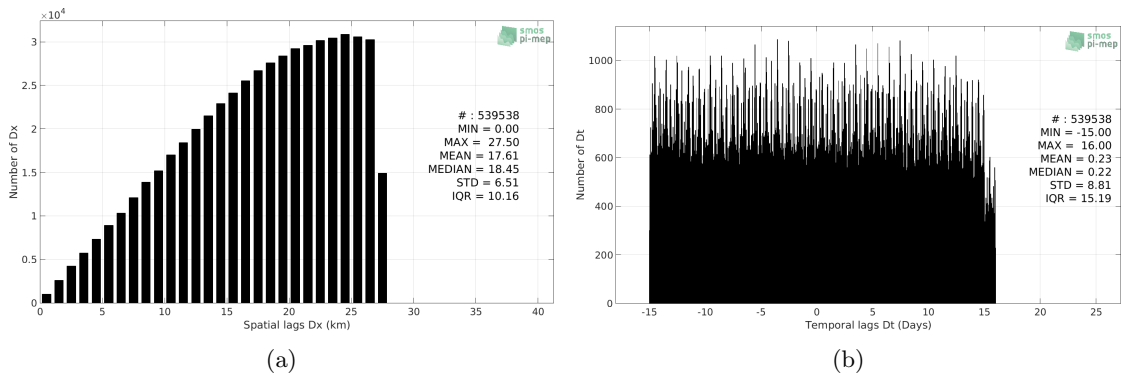 ×10⁴
3
2.5
2
1.5
1
0.5
0
0 5 10 15 20 25 30 35 40
Number of Dx
Spatial lags Dx (km)
smos
pi-mep
# : 539538
MIN = 0.00
MAX = 27.50
MEAN = 17.61
MEDIAN = 18.45
STD = 6.51
IQR = 10.16
(a)
1000
800
600
400
200
0
-15 -10 -5 0 5 10 15 20 25
Number of Dt
Temporal lags Dt (Days)
smos
pi-mep
# : 539538
MIN = -15.00
MAX = 16.00
MEAN = 0.23
MEDIAN = 0.22
STD = 8.81
IQR = 15.19
(b)